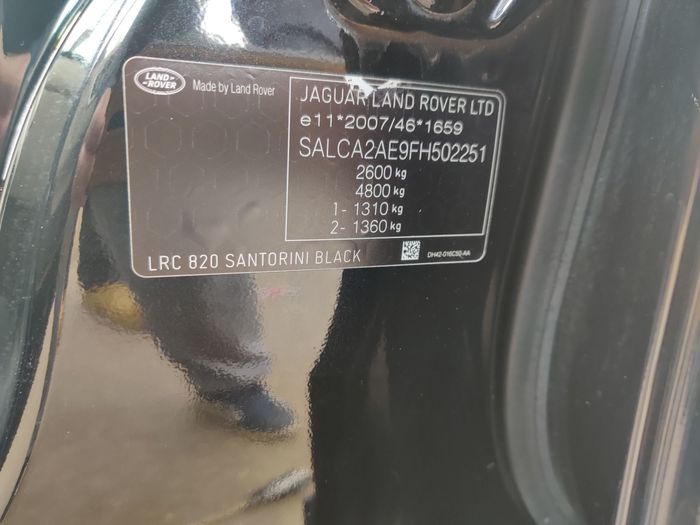 LAND ROVER
Made by Land Rover
JAGUAR LAND ROVER LTD
e11*2007/46*1659
SALCA2AE9FH502251
2600 kg
4800 kg
1- 1310 kg
2- 1360 kg
LRC 820 SANTORINI BLACK
DH42-016C50-AA